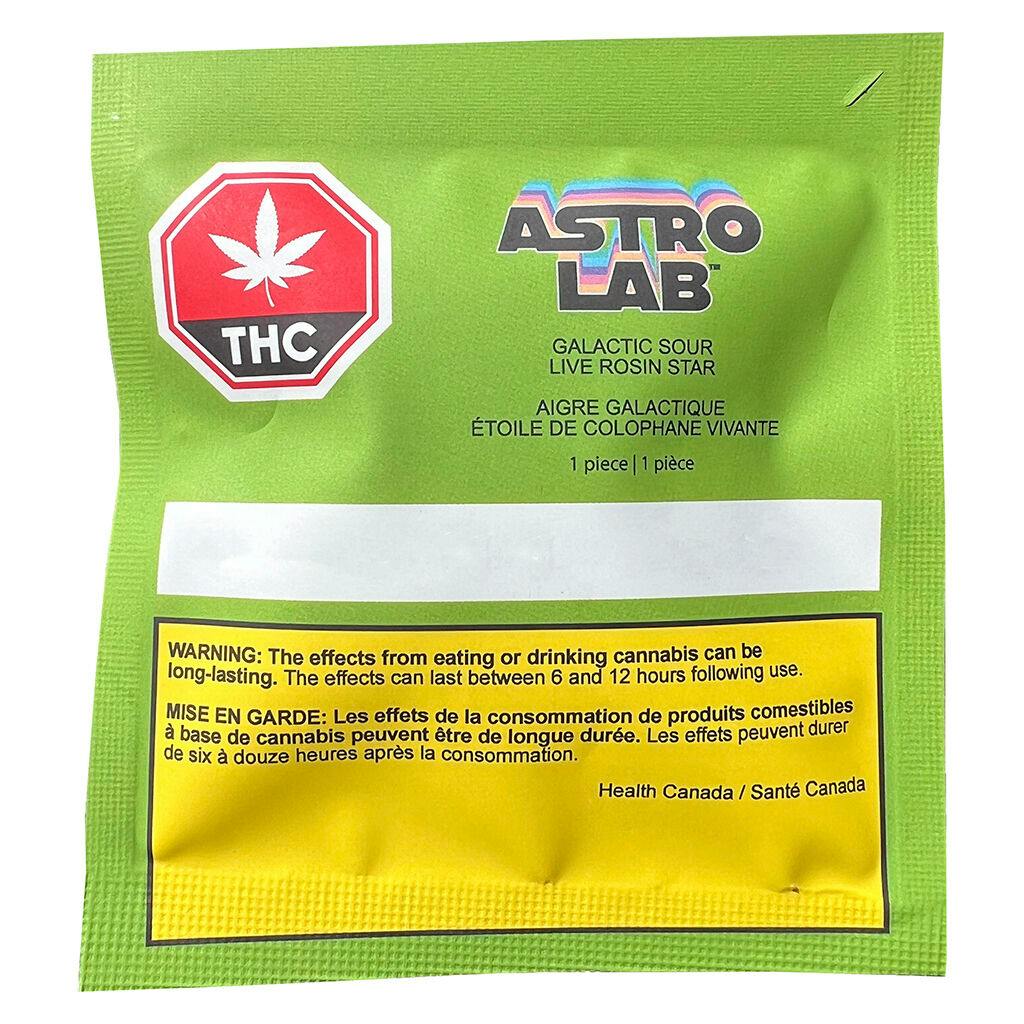 THC
ASTRO
LAB™
GALACTIC SOUR
LIVE ROSIN STAR
AIGRE GALACTIQUE
ÉTOILE DE COLOPHANE VIVANTE
1 piece | 1 pièce
WARNING: The effects from eating or drinking cannabis can be
long-lasting. The effects can last between 6 and 12 hours following use.
MISE EN GARDE: Les effets de la consommation de produits comestibles
à base de cannabis peuvent être de longue durée. Les effets peuvent durer
de six à douze heures après la consommation.
Health Canada / Santé Canada